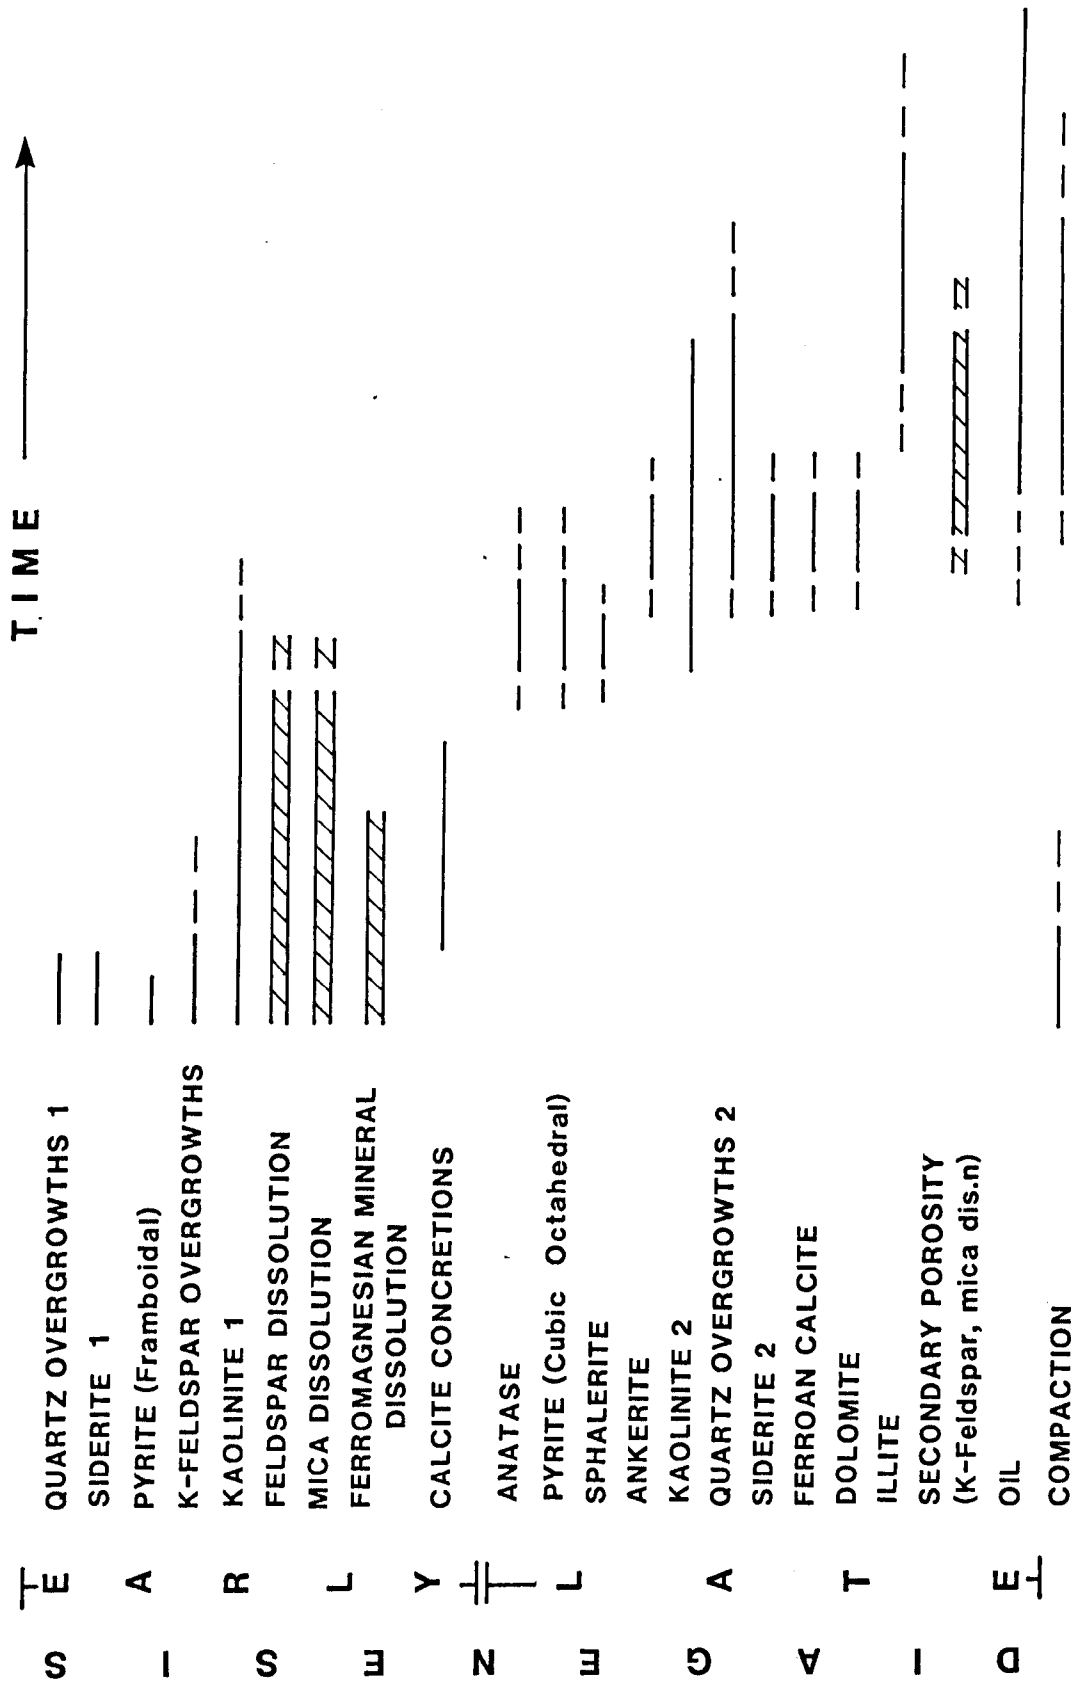 TIME
QUARTZ OVERGROWTHS 1
SIDERITE 1
PYRITE (Framboidal)
K-FELDSPAR OVERGROWTHS
KAOLINITE 1
FELDSPAR DISSOLUTION
MICA DISSOLUTION
FERROMAGNESIAN MINERAL
DISSOLUTION
CALCITE CONCRETIONS
ANATASE
PYRITE (Cubic Octahedral)
SPHALERITE
ANKERITE
KAOLINITE 2
QUARTZ OVERGROWTHS 2
SIDERITE 2
FERROAN CALCITE
DOLOMITE
ILLITE
SECONDARY POROSITY
(K-Feldspar, mica dis.n)
OIL
COMPACTION
EARLY
LATE
DIAGENESIS